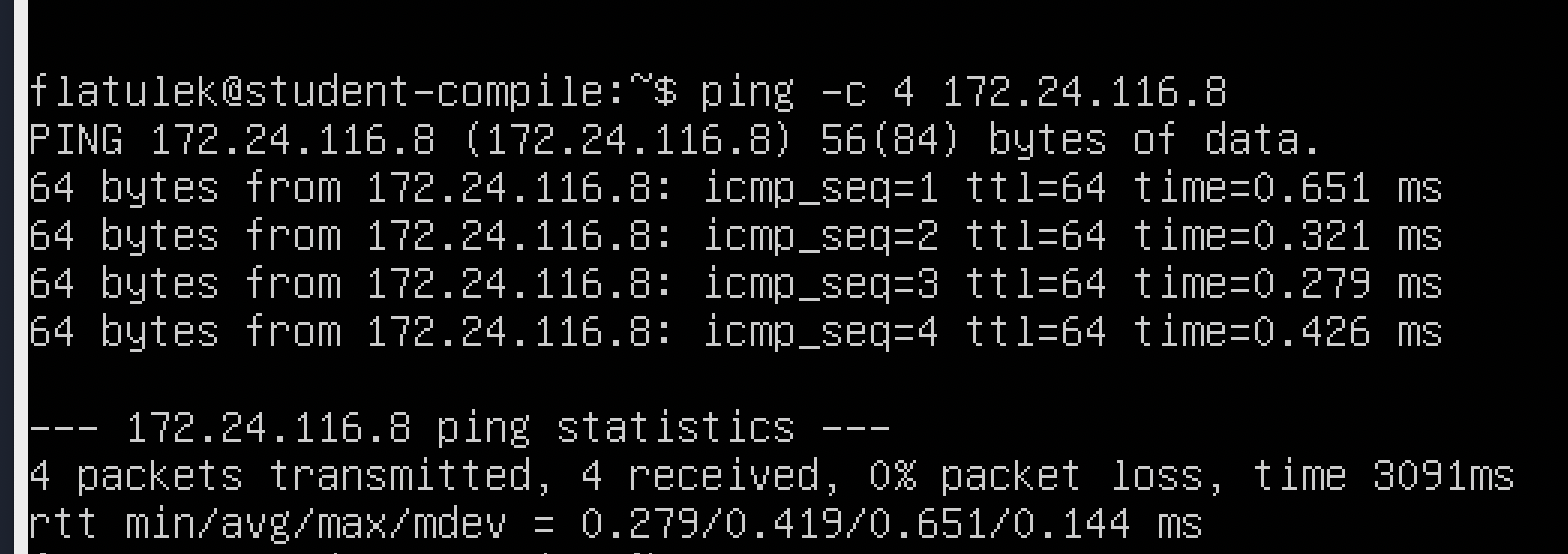 flatulek@student-compile:~$ ping -c 4 172.24.116.8
PING 172.24.116.8 (172.24.116.8) 56(84) bytes of data.
64 bytes from 172.24.116.8: icmp_seq=1 ttl=64 time=0.651 ms
64 bytes from 172.24.116.8: icmp_seq=2 ttl=64 time=0.321 ms
64 bytes from 172.24.116.8: icmp_seq=3 ttl=64 time=0.279 ms
64 bytes from 172.24.116.8: icmp_seq=4 ttl=64 time=0.426 ms

--- 172.24.116.8 ping statistics ---
4 packets transmitted, 4 received, 0% packet loss, time 3091ms
rtt min/avg/max/mdev = 0.279/0.419/0.651/0.144 ms